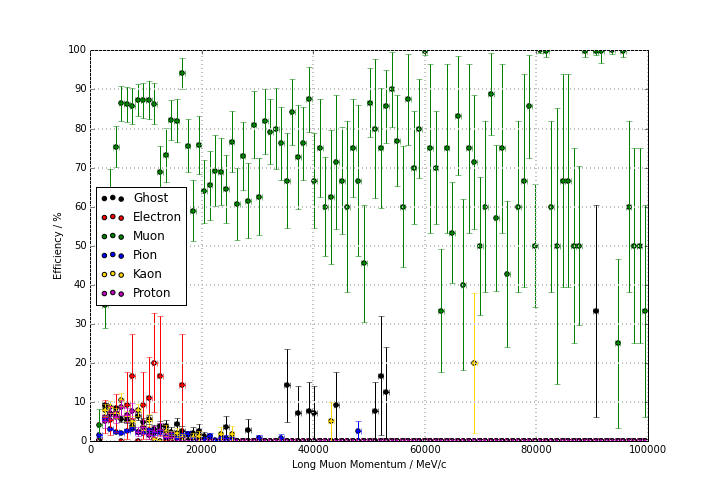 100
90
80
70
60
50
40
30
20
10
0
Efficiency / %
Ghost
Electron
Muon
Pion
Kaon
Proton
0 20000 40000 60000 80000 100000
Long Muon Momentum / MeV/c